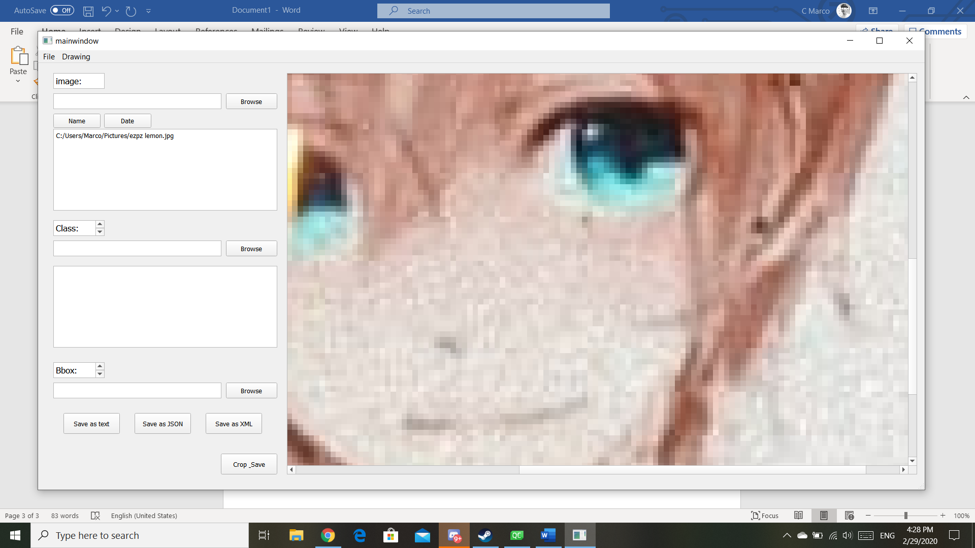 AutoSave Off
Document1 - Word
Search
C Marco
File Home Insert Design Layout References Mailings Review View Help
Share Comments
Paste
mainwindow
File Drawing
image:
Browse
Name Date
C:/Users/Marco/Pictures/ezpz lemon.jpg
Class:
Browse
Bbox:
Browse
Save as text Save as JSON Save as XML
Crop _Save
Page 3 of 3 83 words English (United States) Focus 100%
Type here to search
ENG
4:28 PM
2/29/2020